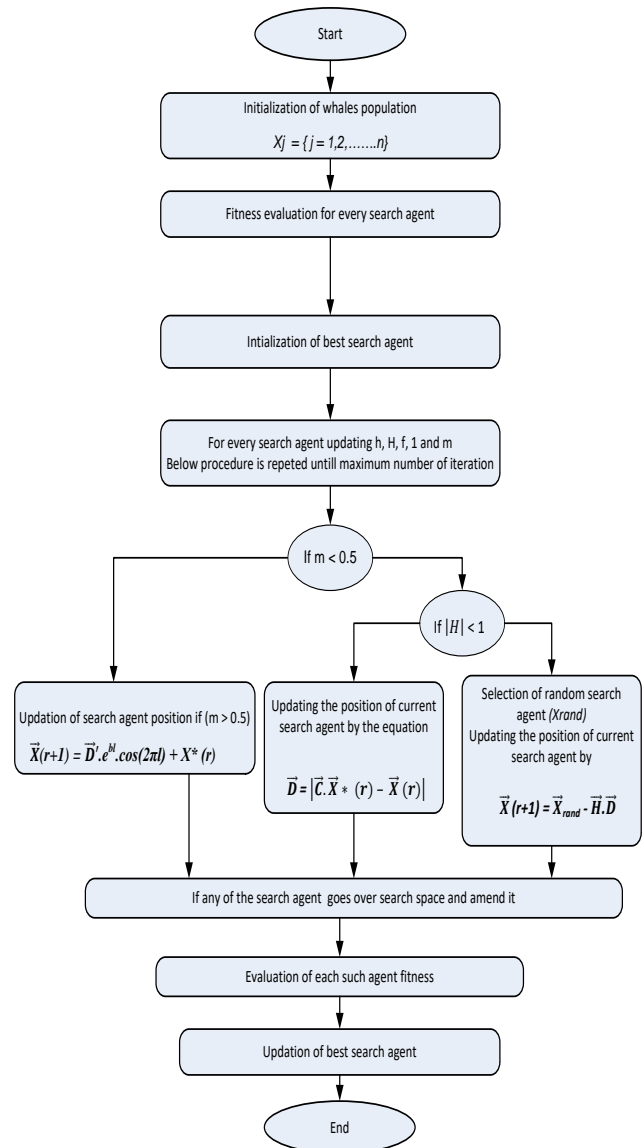 Start
Initialization of whales population
Xj = { j = 1,2,…….n}
Fitness evaluation for every search agent
Intialization of best search agent
For every search agent updating h, H, f, 1 and m
Below procedure is repeted untill maximum number of iteration
If m < 0.5
If |H| < 1
Updation of search agent position if (m > 0.5)
X⃗(r+1) = D⃗'.e^{bl}.cos(2πl) + X* (r)
Updating the position of current
search agent by the equation
D⃗ = |C⃗.X⃗ * (r) − X⃗ (r)|
Selection of random search
agent (Xrand)
Updating the position of current
search agent by
X⃗ (r+1) = X⃗rand - H⃗.D⃗
If any of the search agent goes over search space and amend it
Evaluation of each such agent fitness
Updation of best search agent
End